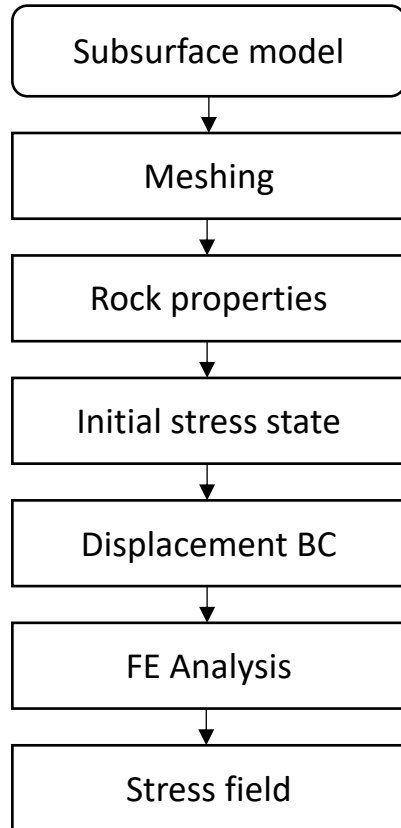 Subsurface model
Meshing
Rock properties
Initial stress state
Displacement BC
FE Analysis
Stress field